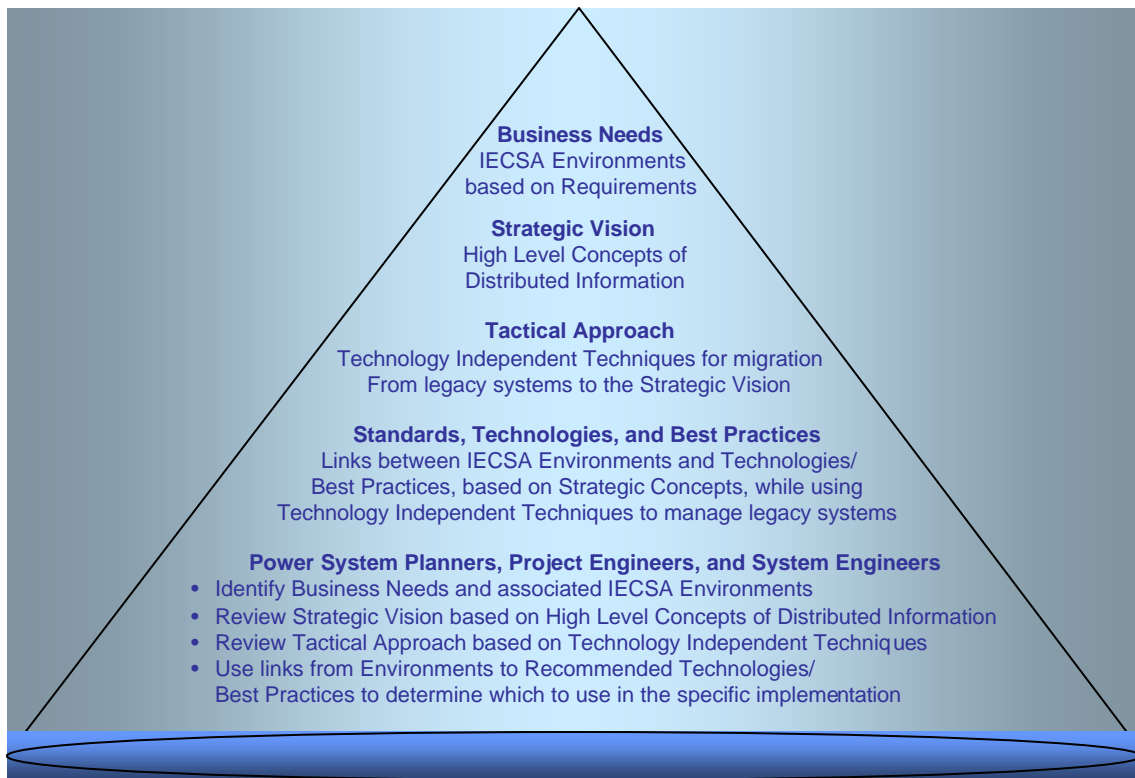 Business Needs
IECSA Environments
based on Requirements
Strategic Vision
High Level Concepts of
Distributed Information
Tactical Approach
Technology Independent Techniques for migration
From legacy systems to the Strategic Vision
Standards, Technologies, and Best Practices
Links between IECSA Environments and Technologies/
Best Practices, based on Strategic Concepts, while using
Technology Independent Techniques to manage legacy systems
Power System Planners, Project Engineers, and System Engineers
• Identify Business Needs and associated IECSA Environments
• Review Strategic Vision based on High Level Concepts of Distributed Information
• Review Tactical Approach based on Technology Independent Techniques
• Use links from Environments to Recommended Technologies/
Best Practices to determine which to use in the specific implementation